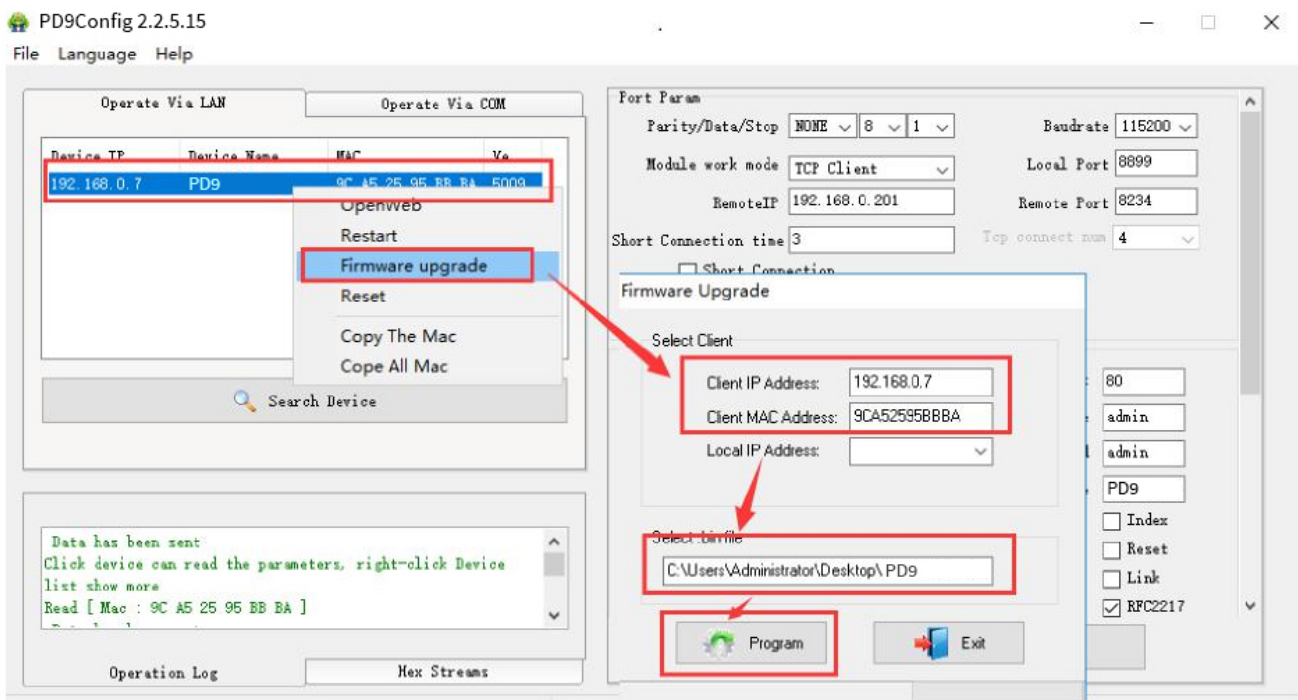 PD9Config 2.2.5.15
File Language Help
Operate Via LAN
Operate Via COM
Device IP Device Name MAC Ve
192.168.0.7 PD9 9C A5 25 95 BB BA 5009
OpenWeb
Restart
Firmware upgrade
Reset
Copy The Mac
Cope All Mac
Search Device
Data has been sent
Click device can read the parameters, right-click Device
list show more
Read [ Mac : 9C A5 25 95 BB BA ]
Operation Log
Hex Streams
Port Param
Parity/Data/Stop NONE 8 1 Baudrate 115200
Module work mode TCP Client Local Port 8899
RemoteIP 192.168.0.201 Remote Port 8234
Short Connection time 3 Tcp connect num 4
Short Connection
Firmware Upgrade
Select Client
Client IP Address: 192.168.0.7
Client MAC Address: 9CA52595BBBA
Local IP Address:
Select .bin file
C:\Users\Administrator\Desktop\ PD9
Program
Exit
80
admin
admin
PD9
Index
Reset
Link
RFC2217